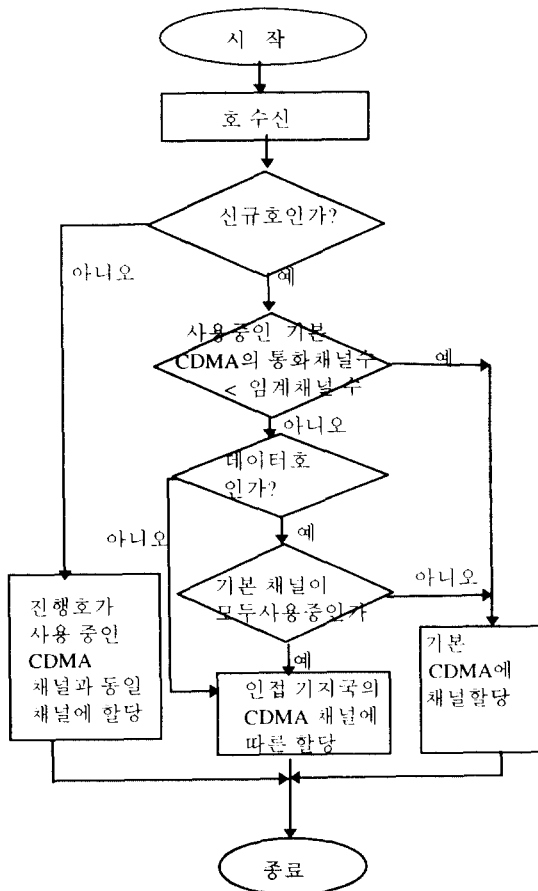 시 작
호 수신
신규호인가?
아니오
예
사용중인 기본
CDMA의 통화채널수
< 임계채널 수
예
아니오
데이터호
인가?
아니오
예
기본 채널이
모두사용중인가
아니오
예
진행호가
사용 중인
CDMA
채널과 동일
채널에 할당
인접 기지국의
CDMA 채널에
따른 할당
기본
CDMA에
채널할당
종료